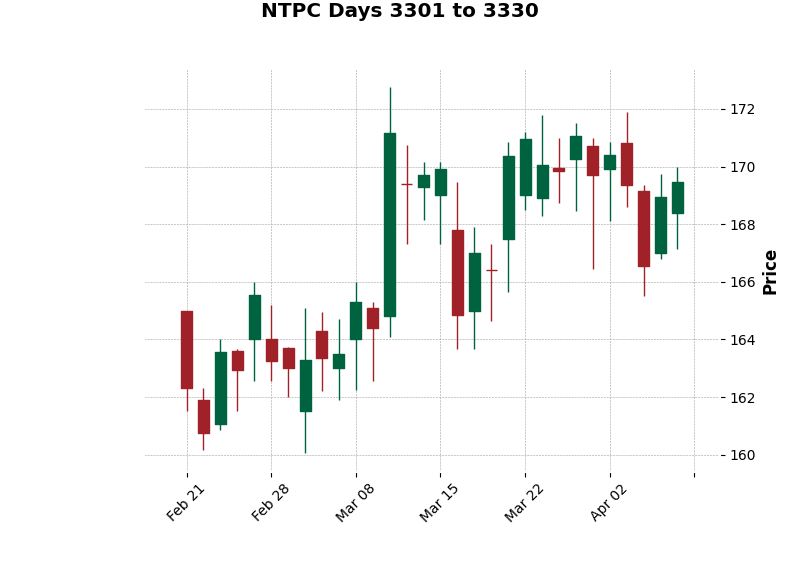 NTPC Days 3301 to 3330
172
170
168
166
164
162
160
Price
Feb 21
Feb 28
Mar 08
Mar 15
Mar 22
Apr 02